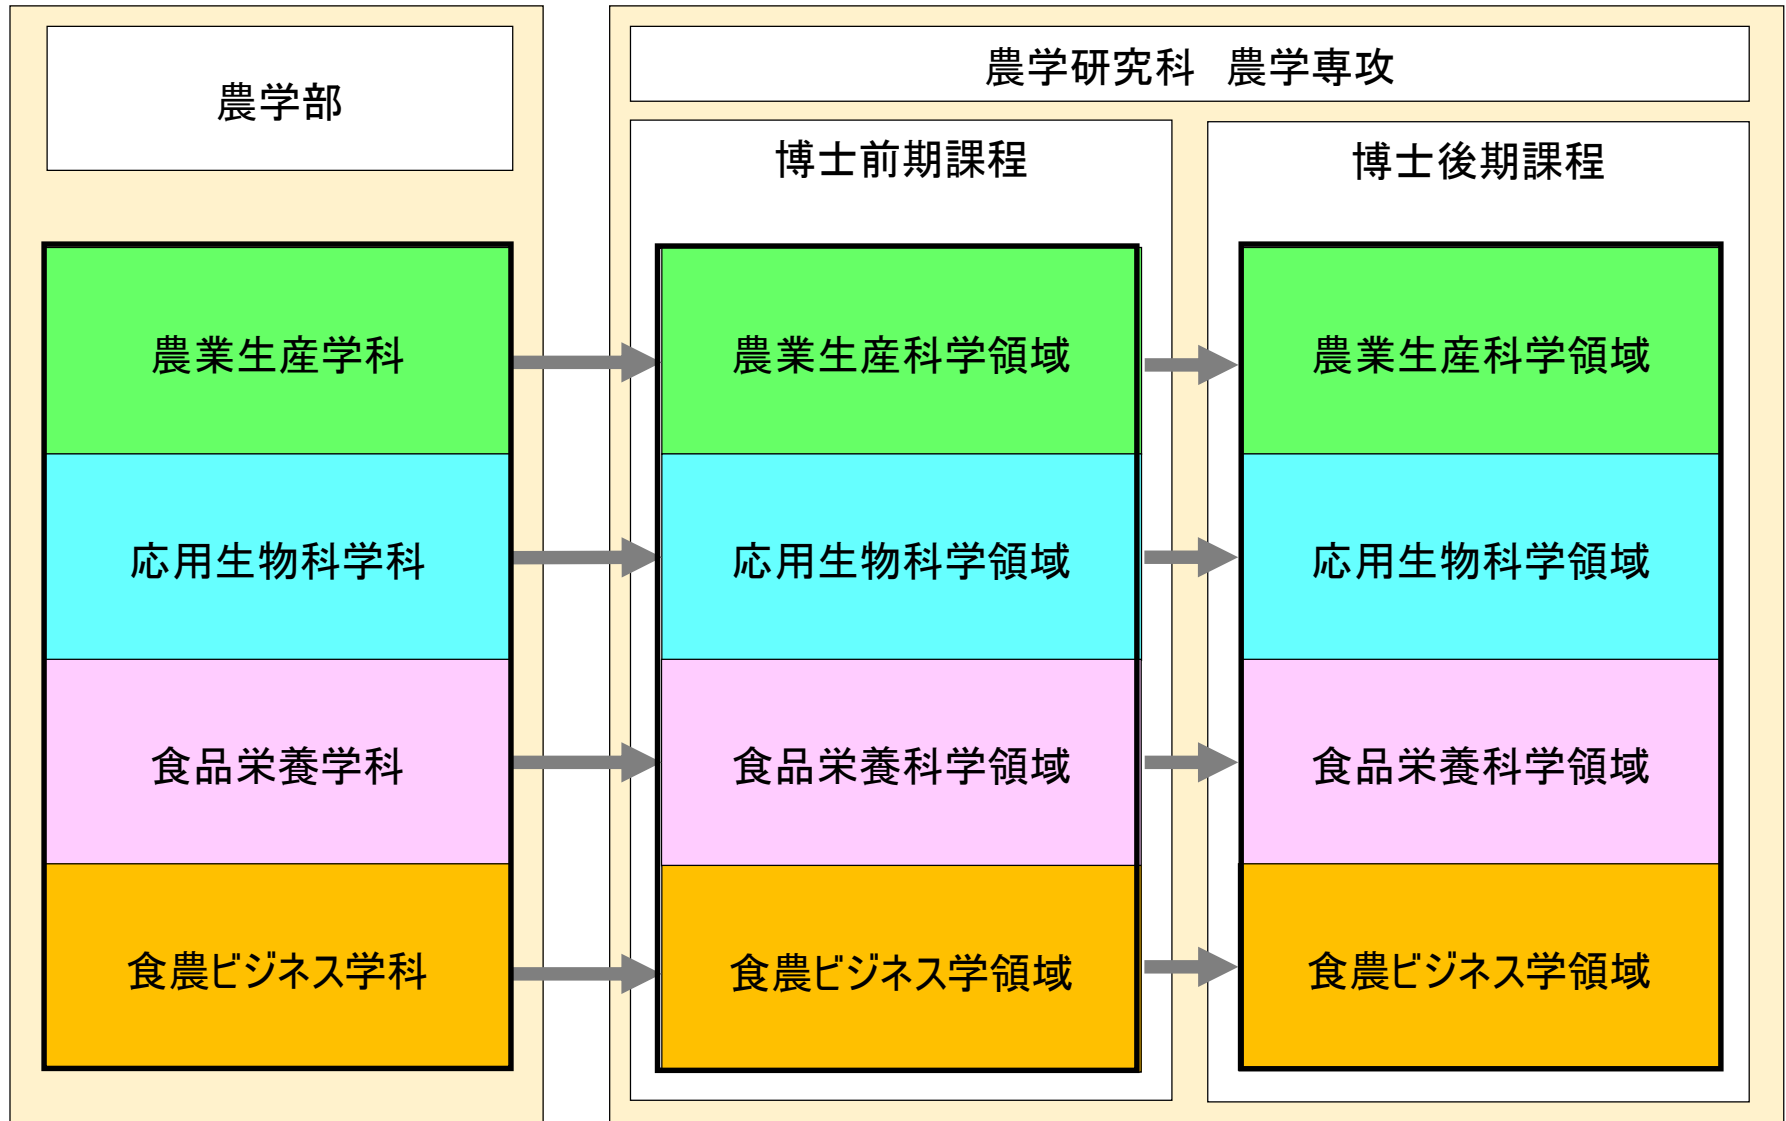 農学部
農学研究科 農学専攻
博士前期課程
博士後期課程
農業生産学科
農業生産科学領域
農業生産科学領域
応用生物科学科
応用生物科学領域
応用生物科学領域
食品栄養学科
食品栄養科学領域
食品栄養科学領域
食農ビジネス学科
食農ビジネス学領域
食農ビジネス学領域